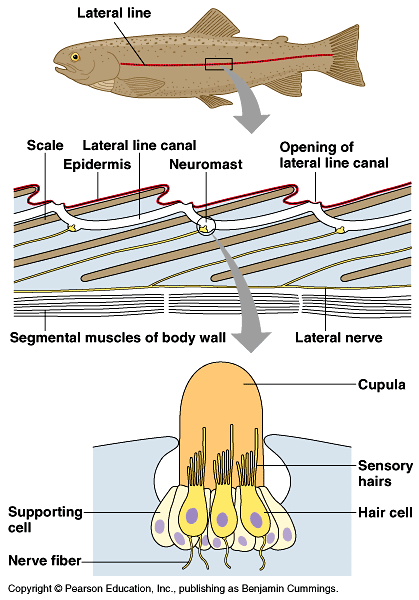 Lateral line
Scale
Lateral line canal
Opening of
lateral line canal
Epidermis
Neuromast
Segmental muscles of body wall
Lateral nerve
Cupula
Sensory
hairs
Supporting
cell
Hair cell
Nerve fiber
Copyright © Pearson Education, Inc., publishing as Benjamin Cummings.